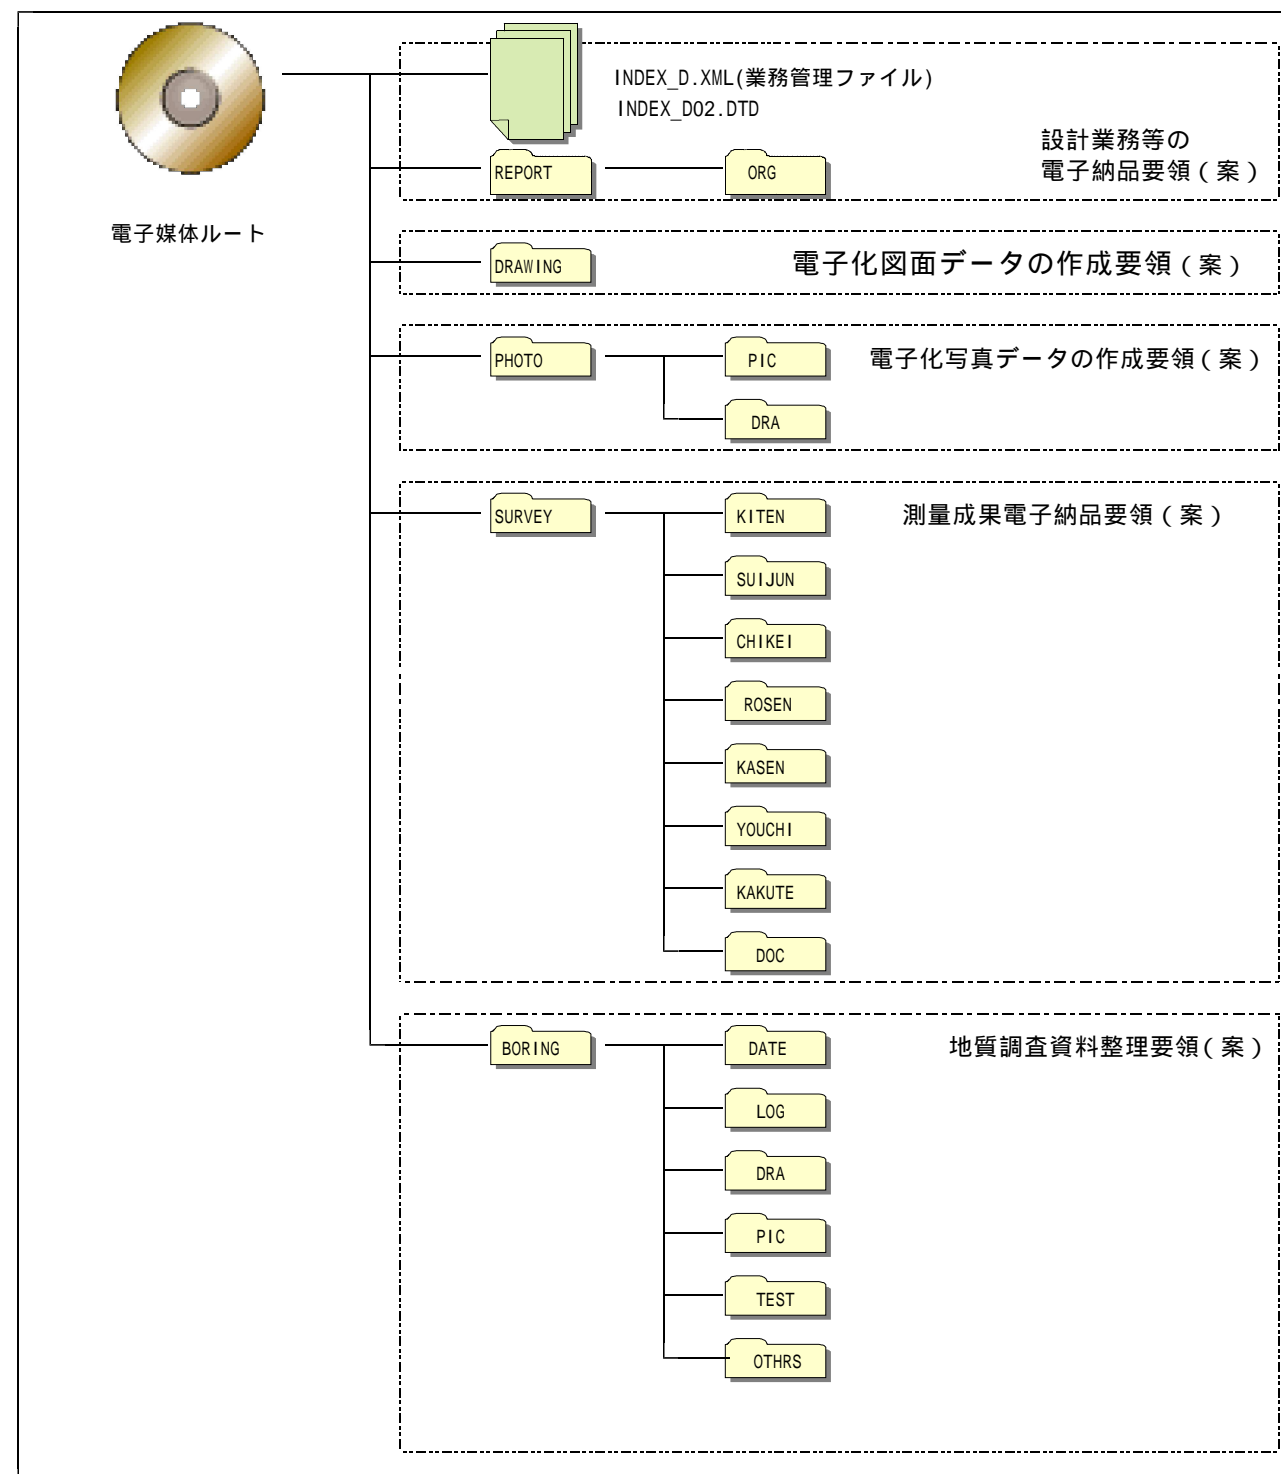 INDEX_D.XML(業務管理ファイル)
INDEX_D02.DTD
設計業務等の
電子納品要領(案)
REPORT
ORG
電子媒体ルート
DRAWING
電子化図面データの作成要領(案)
PHOTO
PIC
電子化写真データの作成要領(案)
DRA
SURVEY
KITEN
測量成果電子納品要領(案)
SUIJUN
CHIKEI
ROSEN
KASEN
YOUCHI
KAKUTE
DOC
BORING
DATE
地質調査資料整理要領(案)
LOG
DRA
PIC
TEST
OTHRS